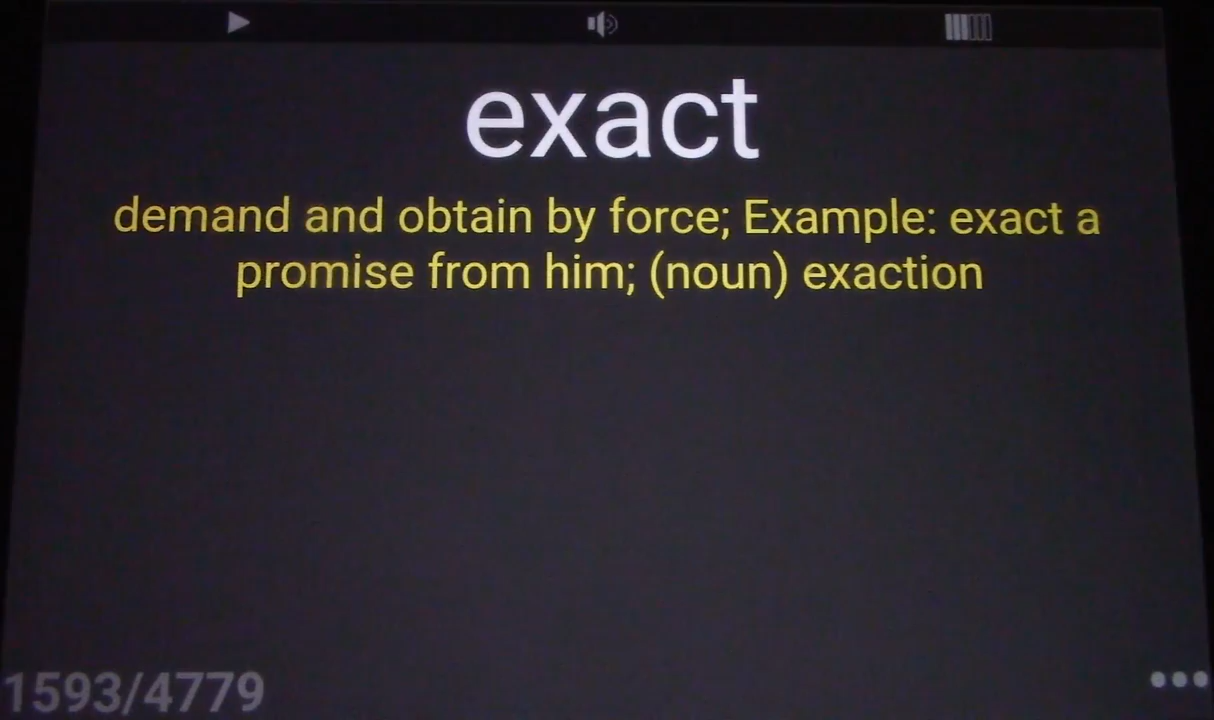 exact
demand and obtain by force; Example: exact a
promise from him; (noun) exaction
1593/4779